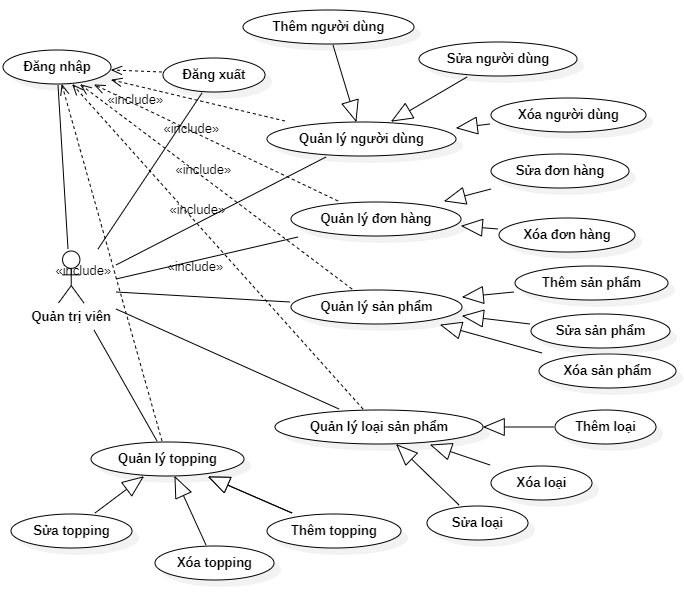 Thêm người dùng
Sửa người dùng
Đăng nhập
Đăng xuất
«include»
Xóa người dùng
«include»
Quản lý người dùng
«include»
Sửa đơn hàng
«include»
Quản lý đơn hàng
Xóa đơn hàng
«include»
«include»
Thêm sản phẩm
Quản trị viên
Quản lý sản phẩm
Sửa sản phẩm
Xóa sản phẩm
Quản lý loại sản phẩm
Thêm loại
Quản lý topping
Xóa loại
Sửa topping
Thêm topping
Sửa loại
Xóa topping